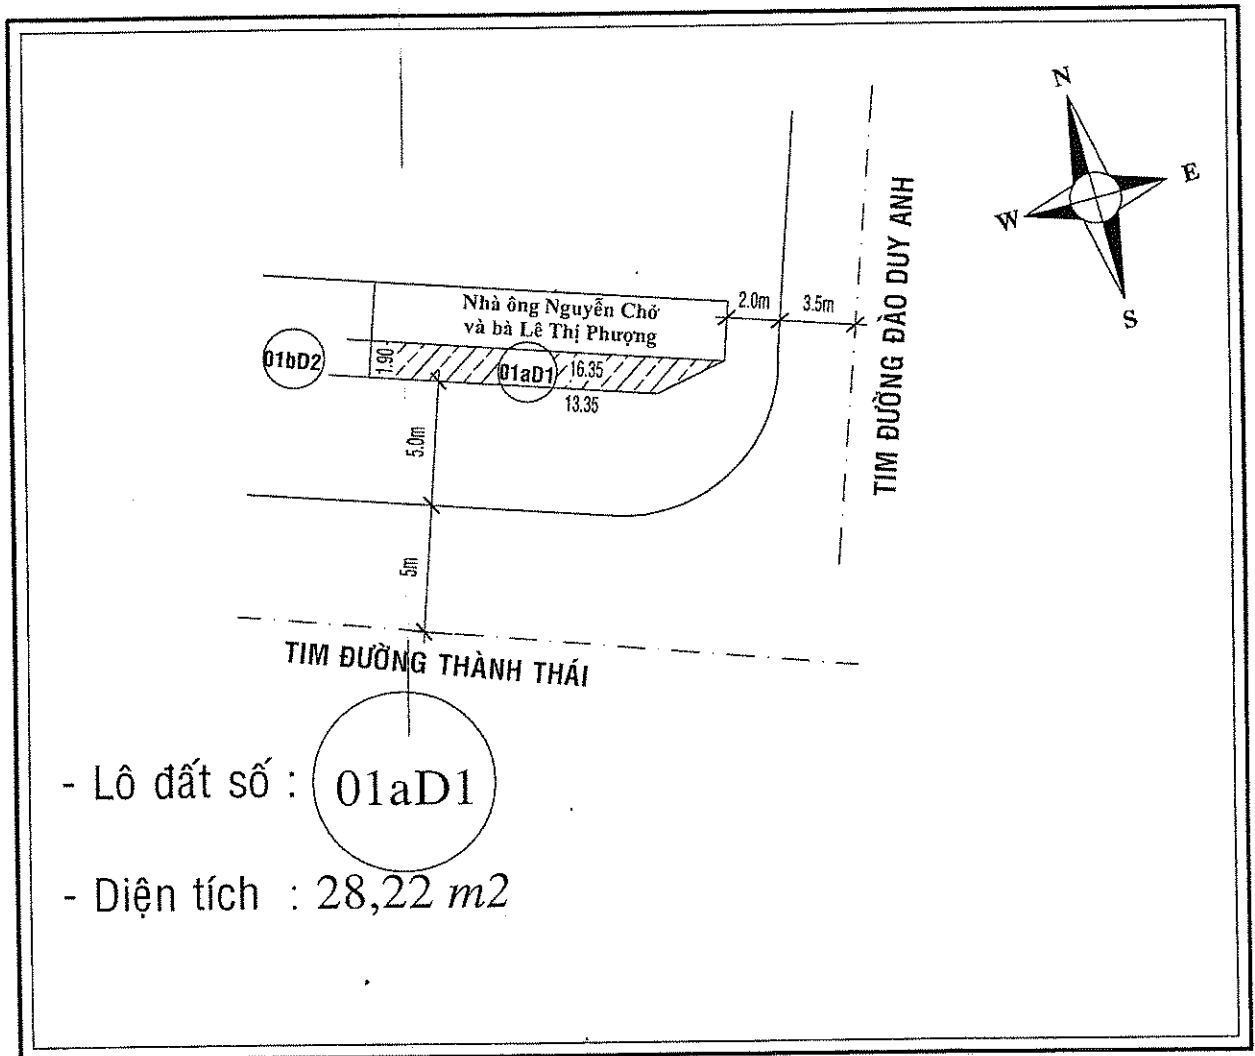 N
W
E
S
TIM ĐƯỜNG ĐÀO DUY ANH
2.0m
3.5m
Nhà ông Nguyễn Chở
và bà Lê Thị Phượng
01bD2
1.90
01aD1
16.35
13.35
5.0m
5m
TIM ĐƯỜNG THÀNH THÁI
- Lô đất số : 01aD1
- Diện tích : 28,22 m2